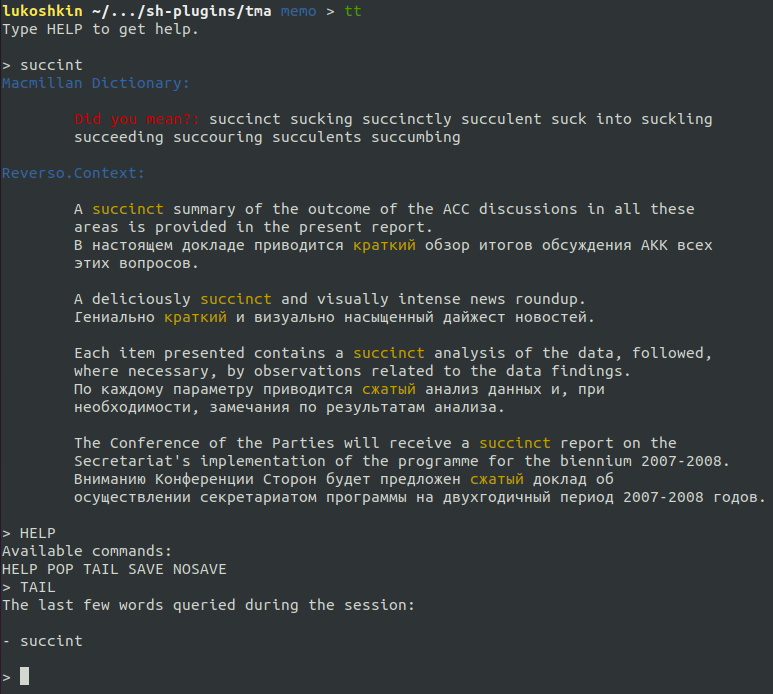 lukoshkin ~/.../sh-plugins/tma memo > tt
Type HELP to get help.
> succint
Macmillan Dictionary:
Did you mean?: succinct sucking succinctly succulent suck into suckling
succeeding succouring succulents succumbing
Reverso.Context:
A succinct summary of the outcome of the ACC discussions in all these
areas is provided in the present report.
В настоящем докладе приводится краткий обзор итогов обсуждения АКК всех
этих вопросов.
A deliciously succinct and visually intense news roundup.
Гениально краткий и визуально насыщенный дайжест новостей.
Each item presented contains a succinct analysis of the data, followed,
where necessary, by observations related to the data findings.
По каждому параметру приводится сжатый анализ данных и, при
необходимости, замечания по результатам анализа.
The Conference of the Parties will receive a succinct report on the
Secretariat's implementation of the programme for the biennium 2007-2008.
Вниманию Конференции Сторон будет предложен сжатый доклад об
осуществлении секретариатом программы на двухгодичный период 2007-2008 годов.
> HELP
Available commands:
HELP POP TAIL SAVE NOSAVE
> TAIL
The last few words queried during the session:
- succint
>